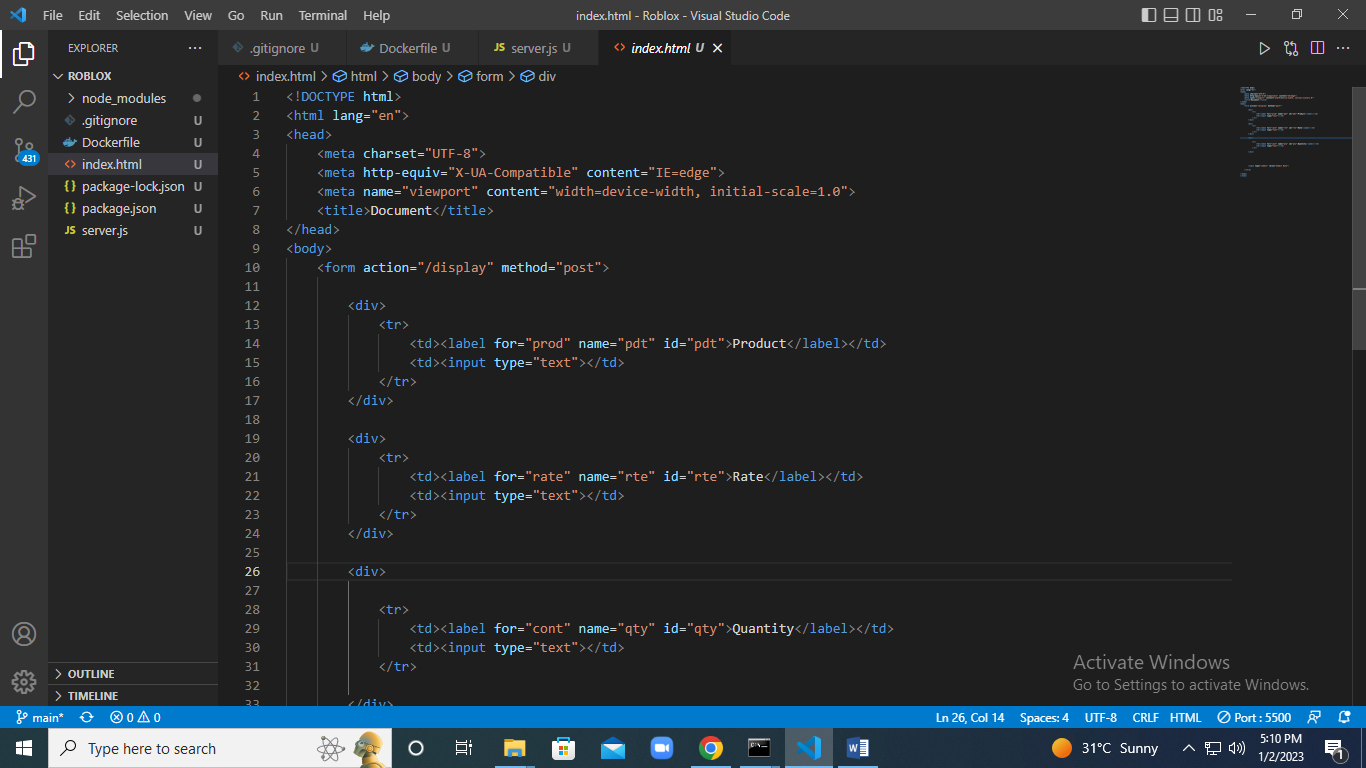 File Edit Selection View Go Run Terminal Help index.html - Roblox - Visual Studio Code
EXPLORER
.gitignore U Dockerfile U JS server.js U <> index.html U
<> index.html > html > body > form > div
ROBLOX
node_modules
.gitignore U
Dockerfile U
<> index.html U
{} package-lock.json U
{} package.json U
JS server.js U
431
OUTLINE
TIMELINE
1 <!DOCTYPE html>
2 <html lang="en">
3 <head>
4 <meta charset="UTF-8">
5 <meta http-equiv="X-UA-Compatible" content="IE=edge">
6 <meta name="viewport" content="width=device-width, initial-scale=1.0">
7 <title>Document</title>
8 </head>
9 <body>
10 <form action="/display" method="post">
11
12 <div>
13 <tr>
14 <td><label for="prod" name="pdt" id="pdt">Product</label></td>
15 <td><input type="text"></td>
16 </tr>
17 </div>
18
19 <div>
20 <tr>
21 <td><label for="rate" name="rte" id="rte">Rate</label></td>
22 <td><input type="text"></td>
23 </tr>
24 </div>
25
26 <div>
27
28 <tr>
29 <td><label for="cont" name="qty" id="qty">Quantity</label></td>
30 <td><input type="text"></td>
31 </tr>
32
33 </div>
Activate Windows
Go to Settings to activate Windows.
main* 0 0 Ln 26, Col 14 Spaces: 4 UTF-8 CRLF HTML Port : 5500
Type here to search 31°C Sunny 5:10 PM
1/2/2023
1